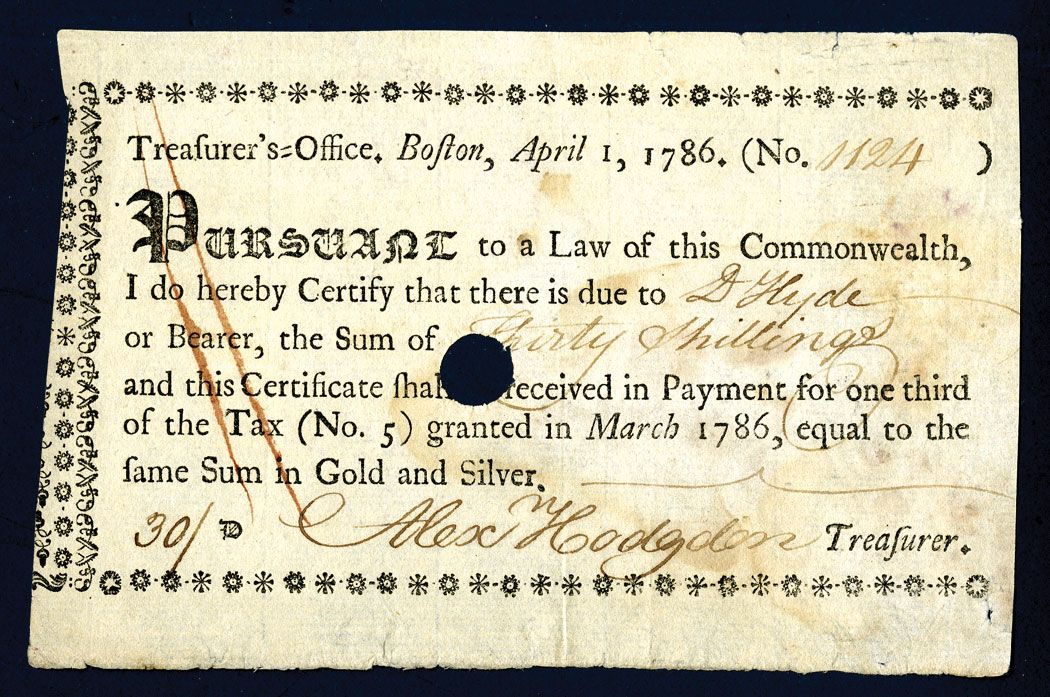 Treaſurer's=Office. Boſton, April 1, 1786. (No. 1124 )
PURSUANT to a Law of this Commonwealth,
I do hereby Certify that there is due to D Hyde
or Bearer, the Sum of Thirty Shillings
and this Certificate ſhall received in Payment for one third
of the Tax (No. 5) granted in March 1786, equal to the
ſame Sum in Gold and Silver.
30/ D Alex Hodgdon Treaſurer.